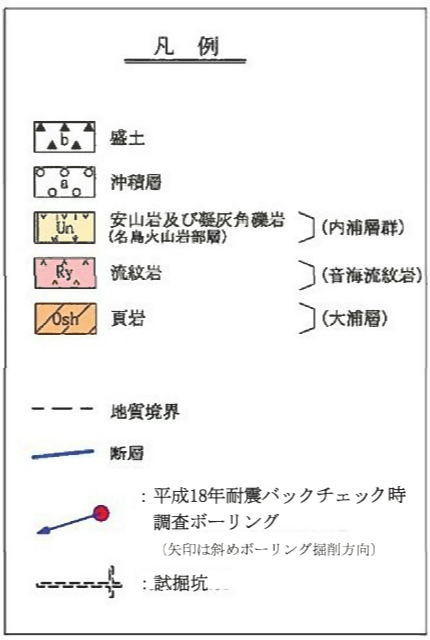 凡 例
b 盛土
a 沖積層
Un 安山岩及び凝灰角礫岩 (内浦層群)
(名島火山岩部層)
Ry 流紋岩 (音海流紋岩)
Osh 頁岩 (大浦層)
地質境界
断層
：平成18年耐震バックチェック時
調査ボーリング
（矢印は斜めボーリング掘削方向）
：試掘坑